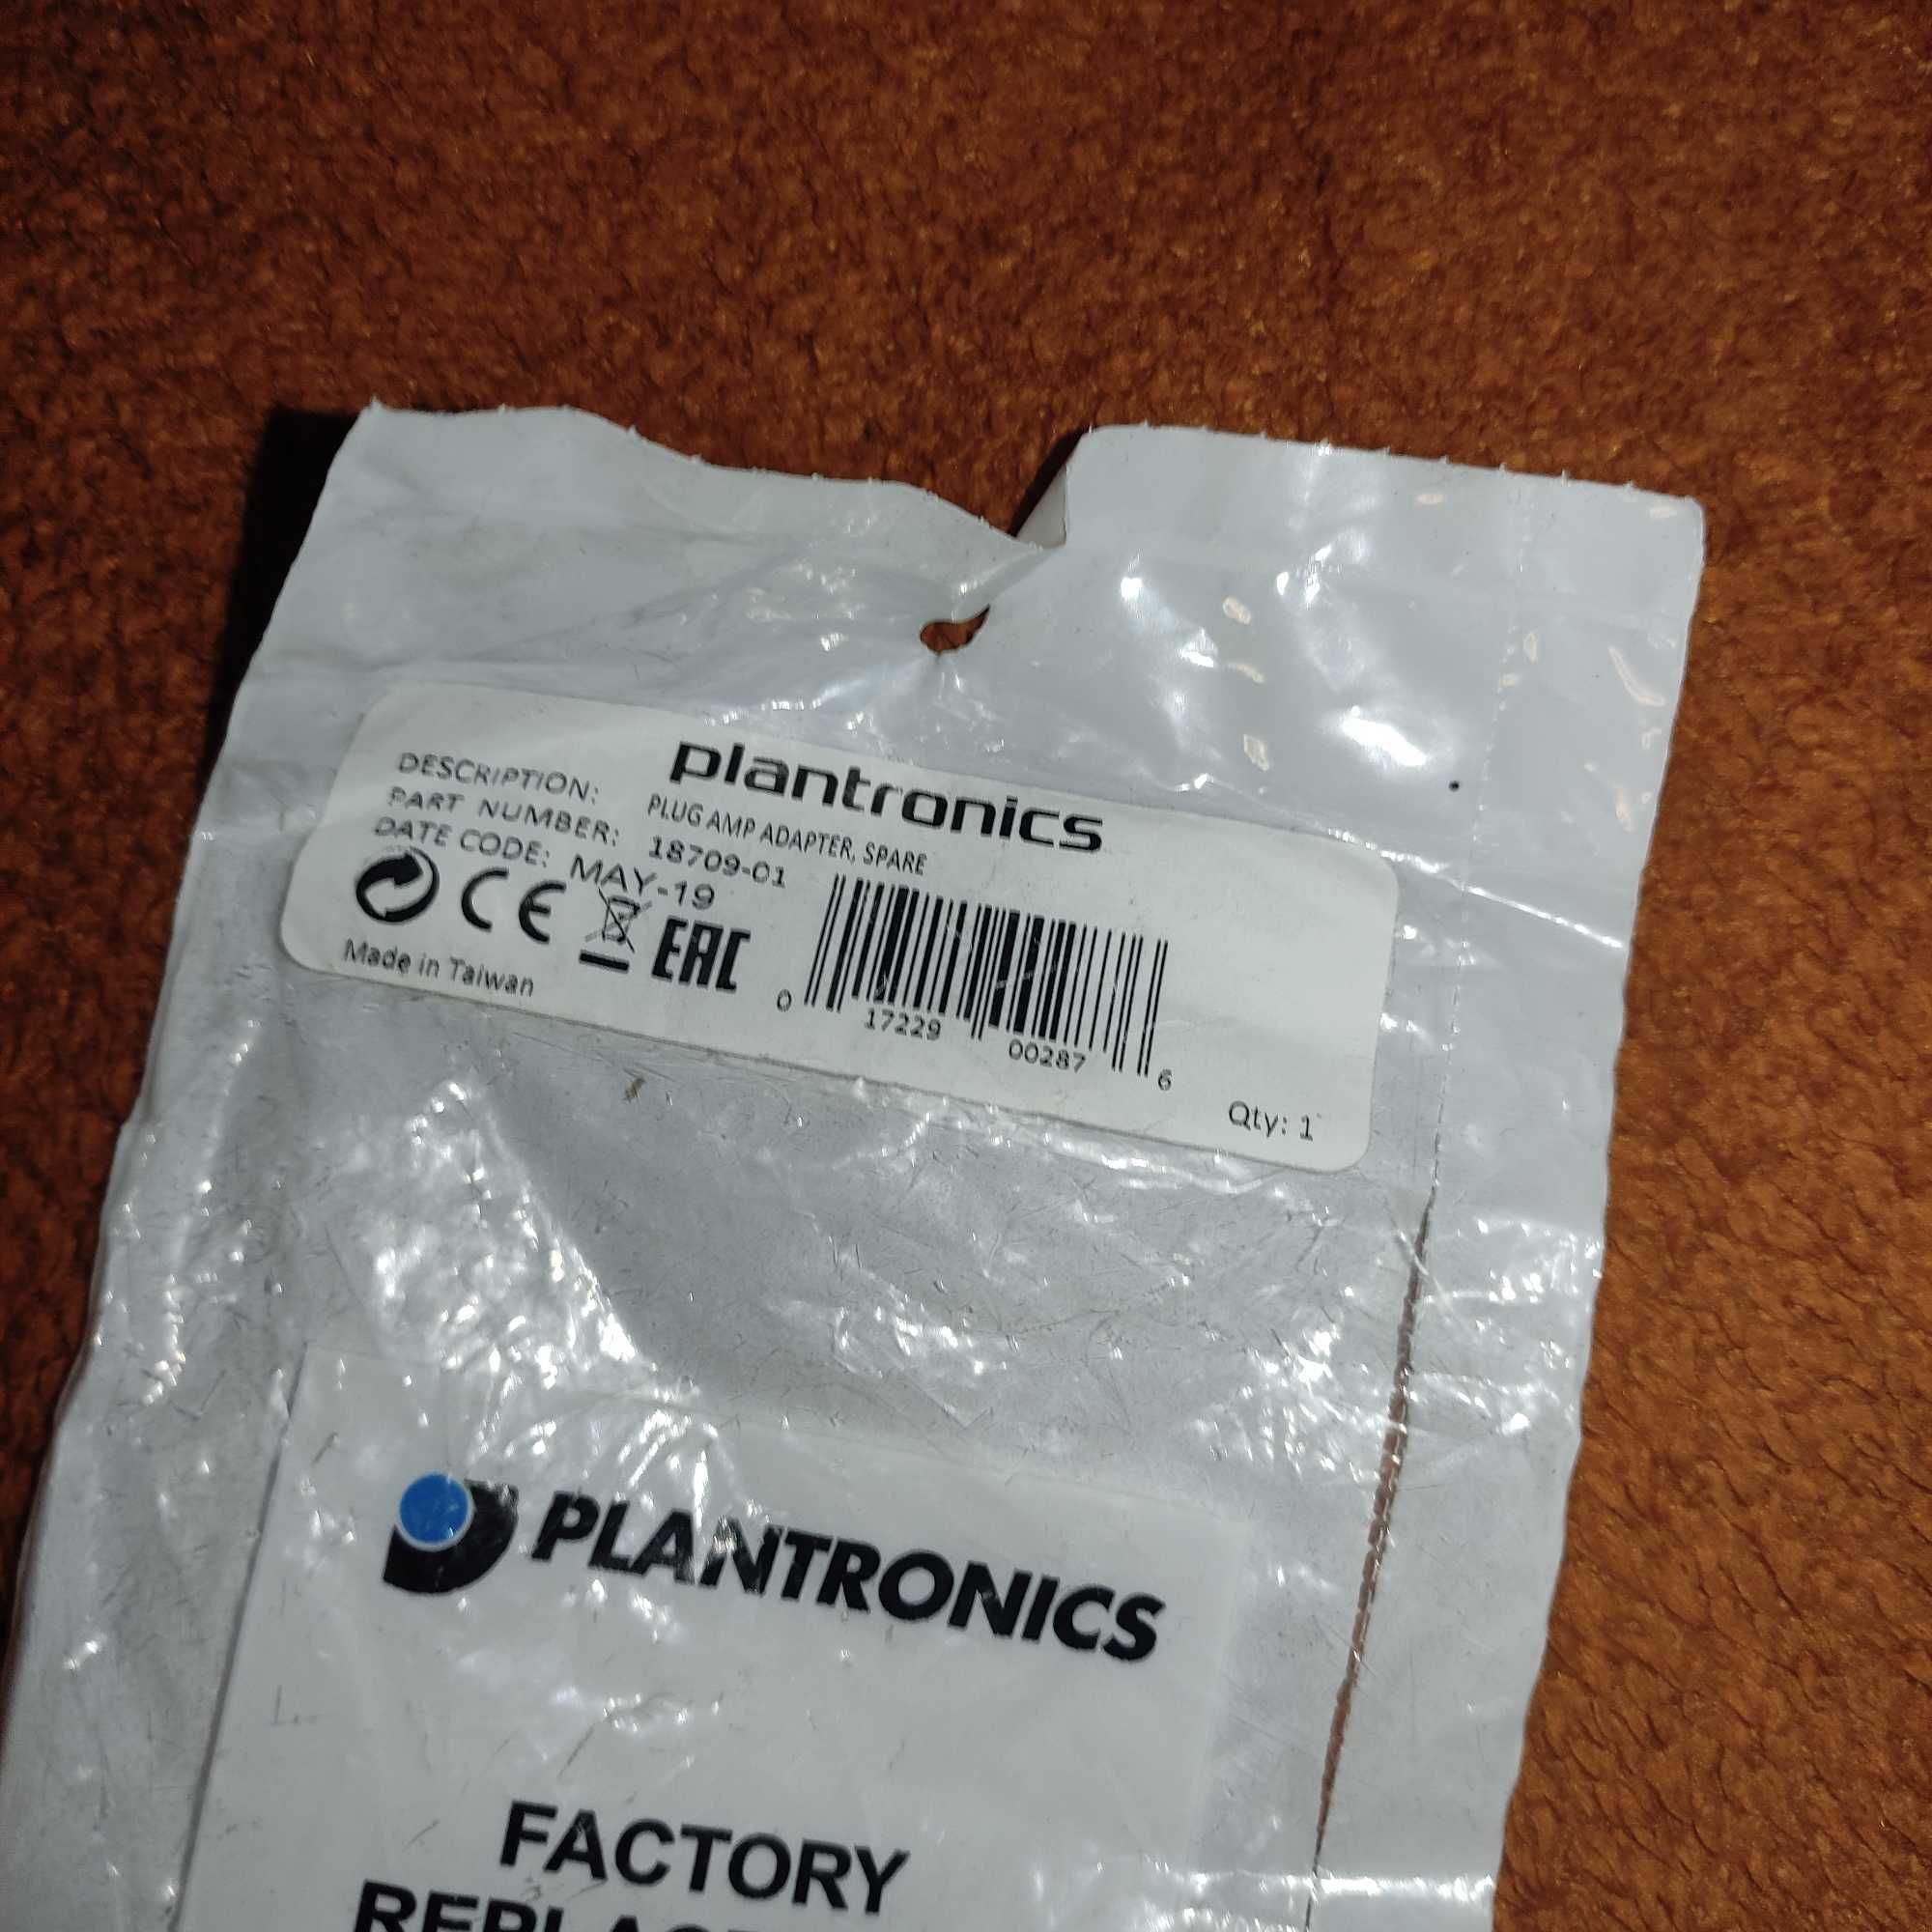 plantronics
DESCRIPTION: PLUG AMP ADAPTER, SPARE
PART NUMBER: 18709-01
DATE CODE: MAY-19
CE EAC
Made in Taiwan
0 17229 00287 6
Qty: 1
PLANTRONICS
FACTORY